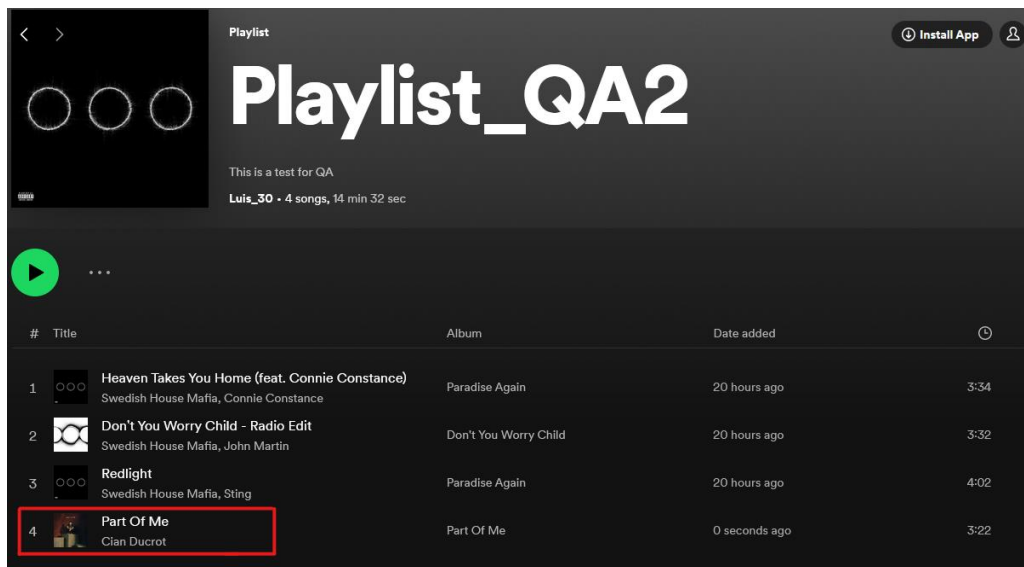 Playlist
Install App
Playlist_QA2
This is a test for QA
Luis_30 • 4 songs, 14 min 32 sec
# Title Album Date added
1 Heaven Takes You Home (feat. Connie Constance) Paradise Again 20 hours ago 3:34
Swedish House Mafia, Connie Constance
2 Don't You Worry Child - Radio Edit Don't You Worry Child 20 hours ago 3:32
Swedish House Mafia, John Martin
3 Redlight Paradise Again 20 hours ago 4:02
Swedish House Mafia, Sting
4 Part Of Me Part Of Me 0 seconds ago 3:22
Cian Ducrot